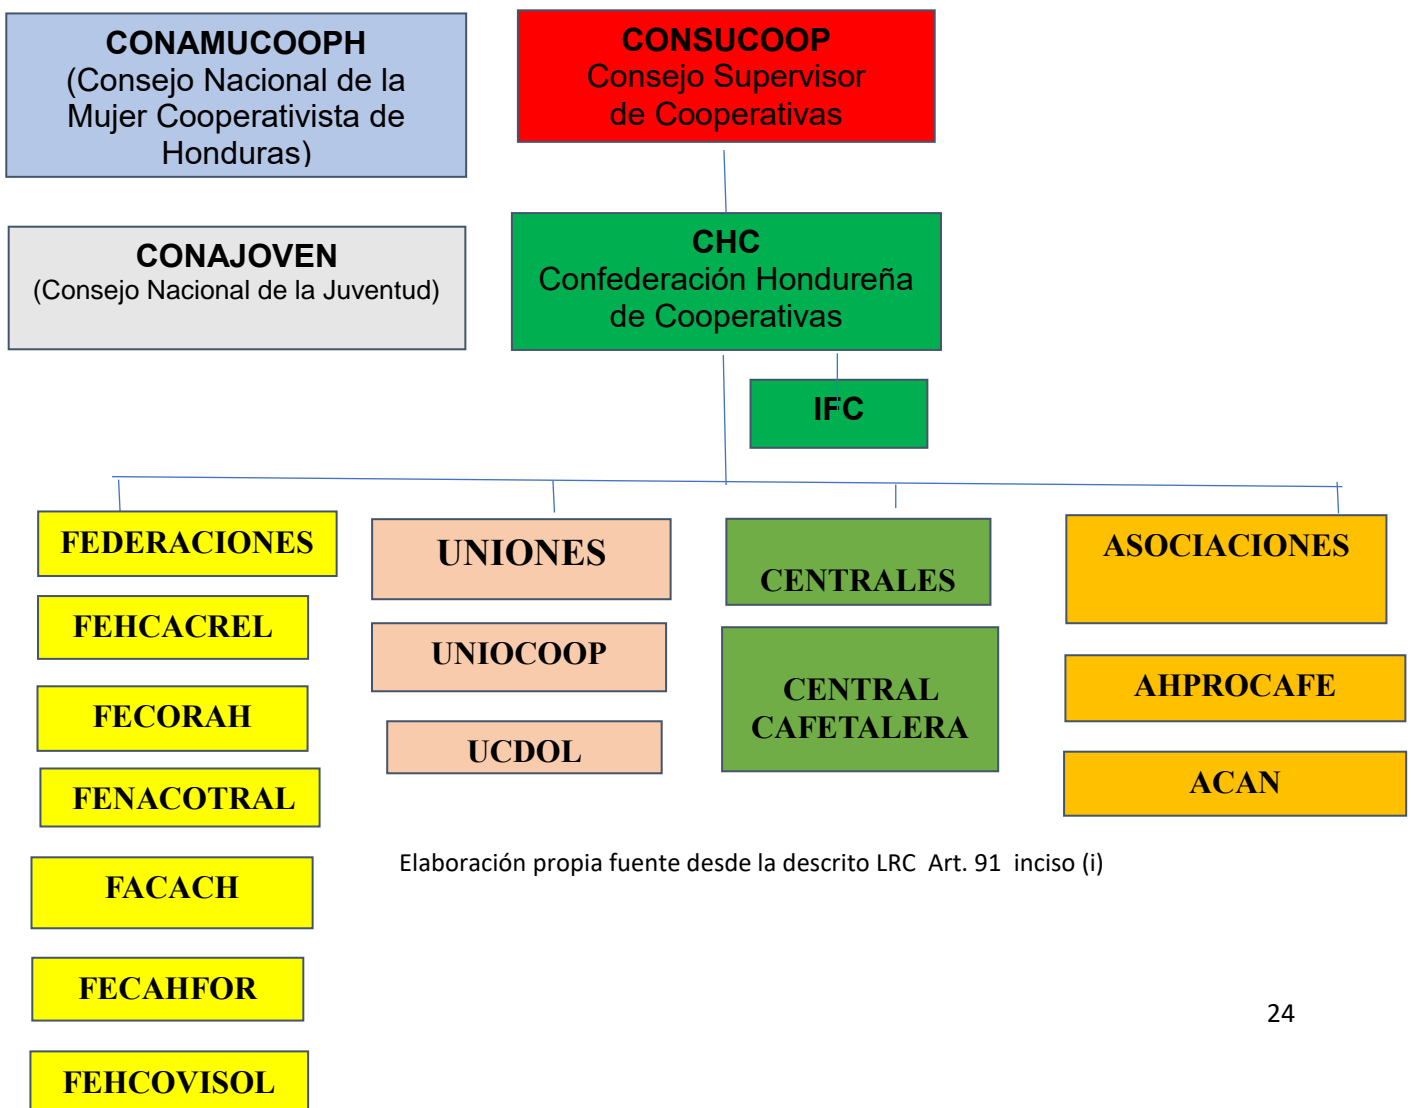 CONAMUCOOPH
(Consejo Nacional de la
Mujer Cooperativista de
Honduras)
CONSUCOOP
Consejo Supervisor
de Cooperativas
CONAJOVEN
(Consejo Nacional de la Juventud)
CHC
Confederación Hondureña
de Cooperativas
IFC
FEDERACIONES
FEHCACREL
FECORAH
FENACOTRAL
FACACH
FECAHFOR
FEHCOVISOL
UNIONES
UNIOCOOP
UCDOL
CENTRALES
CENTRAL
CAFETALERA
ASOCIACIONES
AHPROCAFE
ACAN
Elaboración propia fuente desde la descrito LRC Art. 91 inciso (i)
24